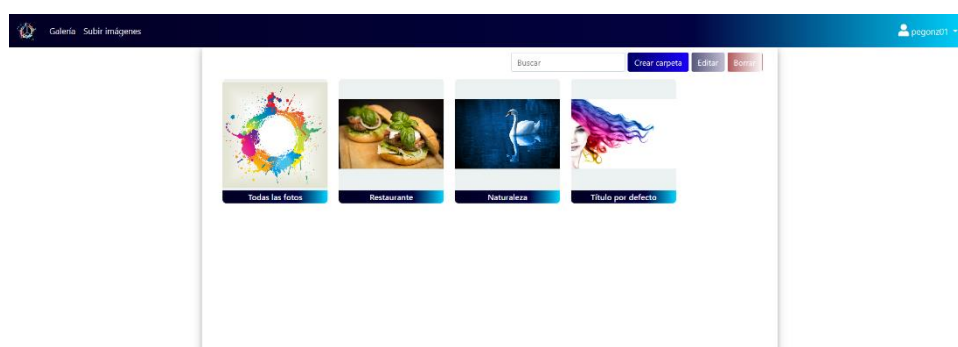 Galería Subir imágenes pegonz01
Buscar Crear carpeta Editar Borrar
Todas las fotos Restaurante Naturaleza Título por defecto